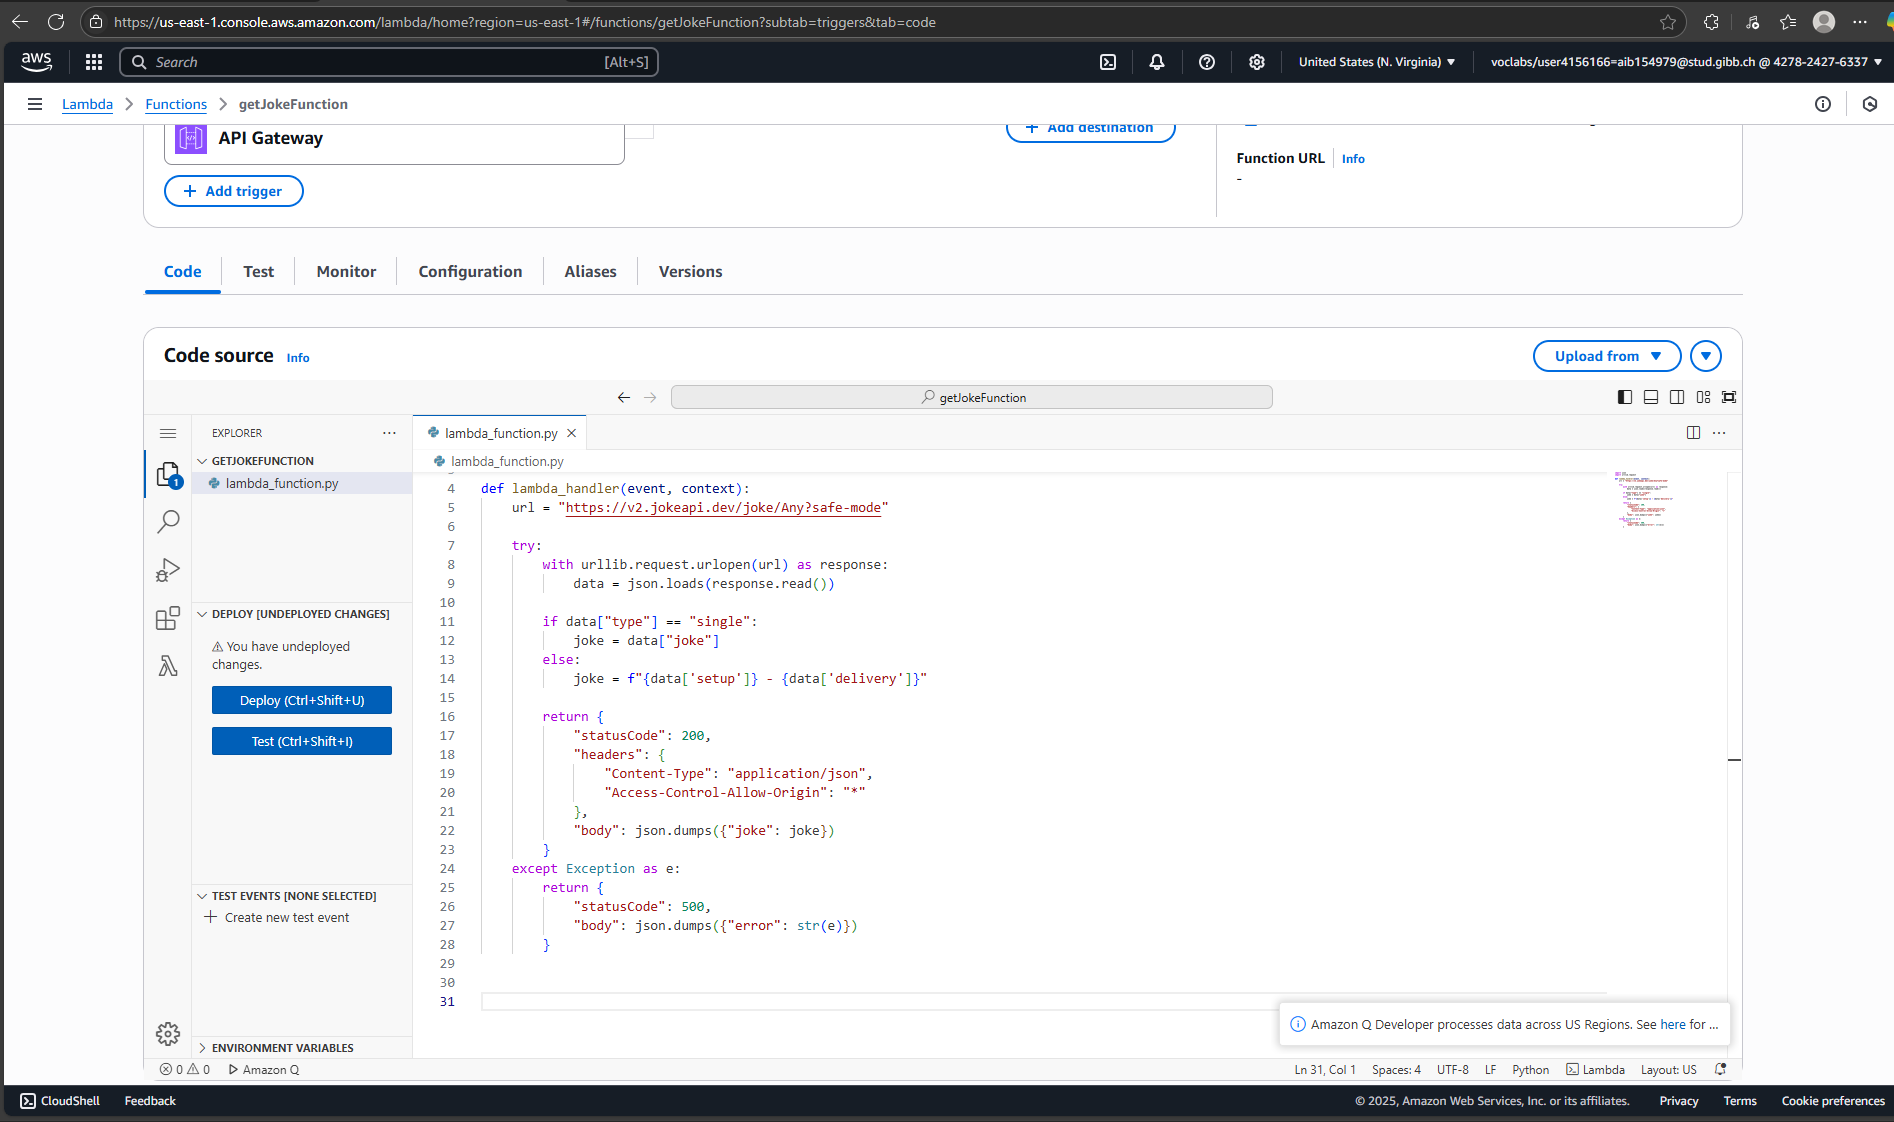 https://us-east-1.console.aws.amazon.com/lambda/home?region=us-east-1#/functions/getJokeFunction?subtab=triggers&tab=code
aws
Search
[Alt+S]
United States (N. Virginia)
voclabs/user4156166=aib154979@stud.gibb.ch @ 4278-2427-6337
Lambda
Functions
getJokeFunction
API Gateway
+ Add destination
Function URL
Info
-
+ Add trigger
Code
Test
Monitor
Configuration
Aliases
Versions
Code source
Info
Upload from
getJokeFunction
EXPLORER
GETJOKEFUNCTION
lambda_function.py
1
lambda_function.py
lambda_function.py
DEPLOY [UNDEPLOYED CHANGES]
You have undeployed
changes.
Deploy (Ctrl+Shift+U)
Test (Ctrl+Shift+I)
TEST EVENTS [NONE SELECTED]
+ Create new test event
ENVIRONMENT VARIABLES
4 def lambda_handler(event, context):
5 url = "https://v2.jokeapi.dev/joke/Any?safe-mode"
6
7 try:
8 with urllib.request.urlopen(url) as response:
9 data = json.loads(response.read())
10
11 if data["type"] == "single":
12 joke = data["joke"]
13 else:
14 joke = f"{data['setup']} - {data['delivery']}"
15
16 return {
17 "statusCode": 200,
18 "headers": {
19 "Content-Type": "application/json",
20 "Access-Control-Allow-Origin": "*"
21 },
22 "body": json.dumps({"joke": joke})
23 }
24 except Exception as e:
25 return {
26 "statusCode": 500,
27 "body": json.dumps({"error": str(e)})
28 }
29
30
31
Amazon Q Developer processes data across US Regions. See here for ...
0
0
Amazon Q
Ln 31, Col 1
Spaces: 4
UTF-8
LF
Python
Lambda
Layout: US
CloudShell
Feedback
© 2025, Amazon Web Services, Inc. or its affiliates.
Privacy
Terms
Cookie preferences